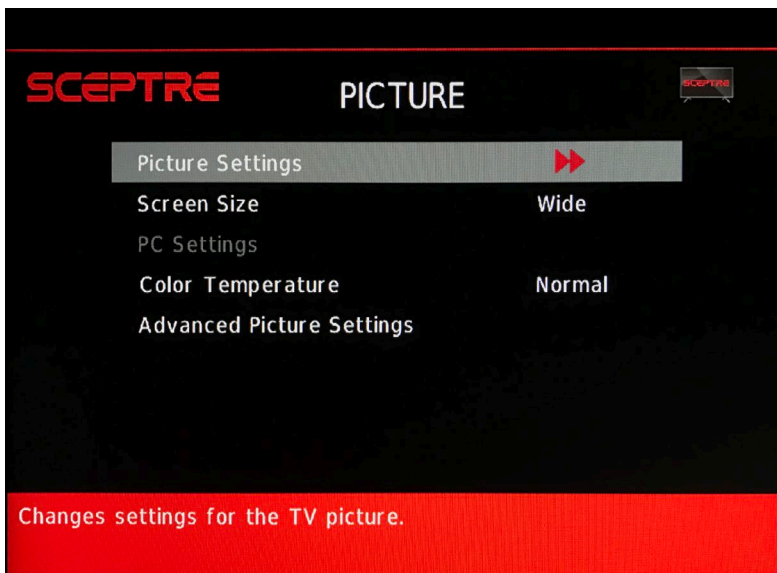 SCEPTRE
PICTURE
SCEPTRE
Picture Settings
Screen Size Wide
PC Settings
Color Temperature Normal
Advanced Picture Settings
Changes settings for the TV picture.